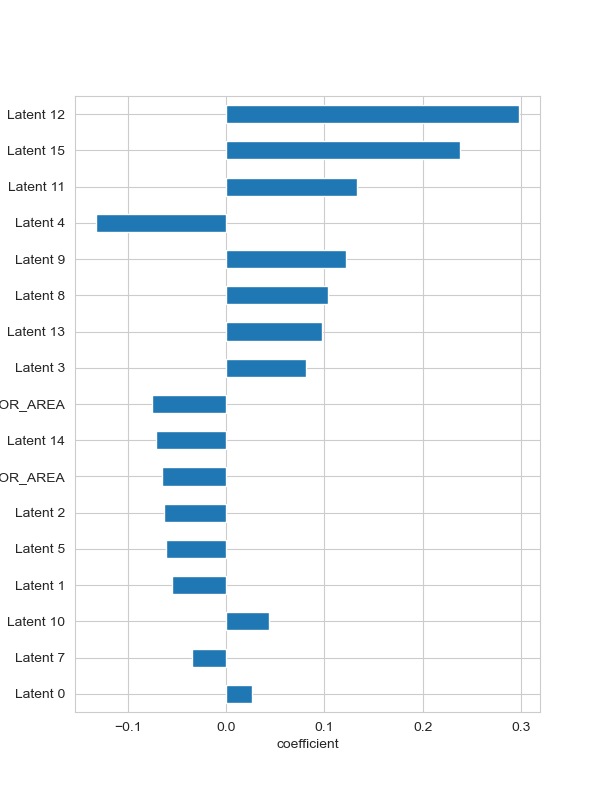 Latent 12
Latent 15
Latent 11
Latent 4
Latent 9
Latent 8
Latent 13
Latent 3
OR_AREA
Latent 14
OR_AREA
Latent 2
Latent 5
Latent 1
Latent 10
Latent 7
Latent 0
−0.1 0.0 0.1 0.2 0.3
coefficient